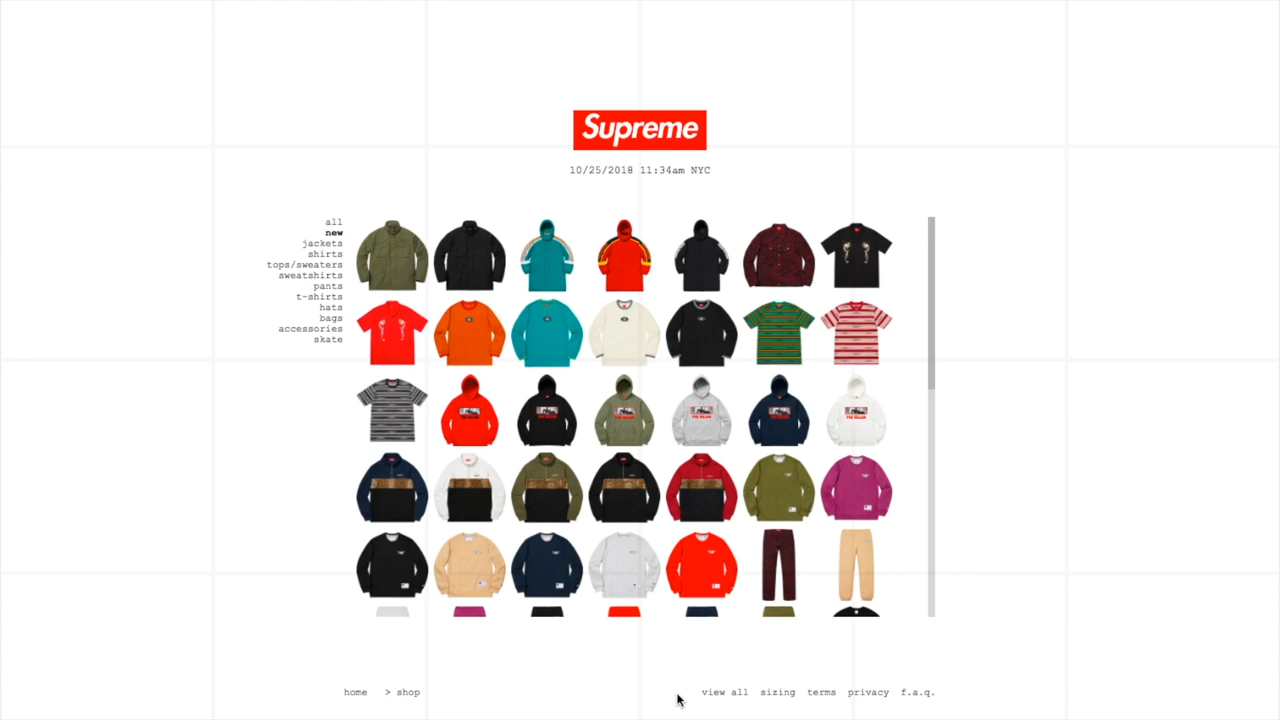 Supreme
10/25/2018 11:34am NYC
all
new
jackets
shirts
tops/sweaters
sweatshirts
pants
t-shirts
hats
bags
accessories
skate
home > shop
view all sizing terms privacy f.a.q.